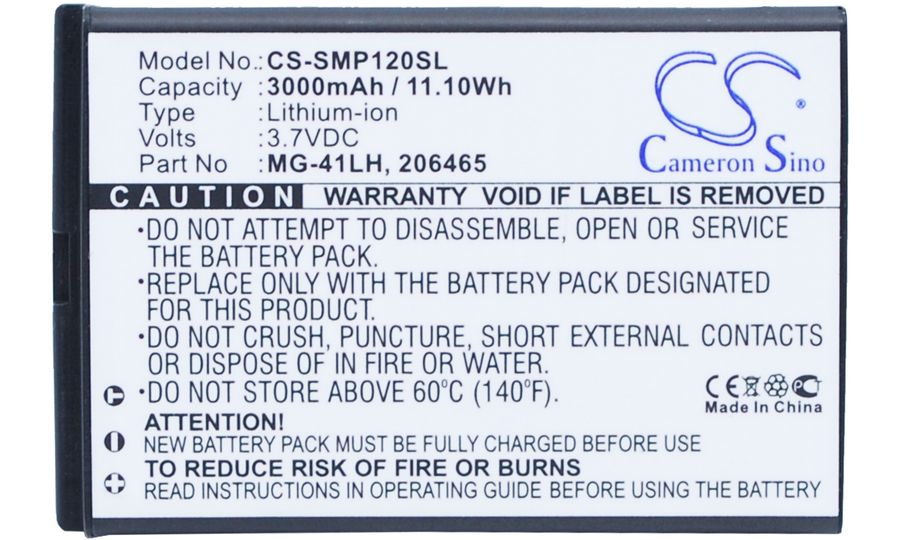 Model No.: CS-SMP120SL
Capacity : 3000mAh / 11.10Wh
Type : Lithium-ion
Volts : 3.7VDC
Part No. : MG-41LH, 206465
CS ®
Cameron Sino
CAUTION WARRANTY VOID IF LABEL IS REMOVED
·DO NOT ATTEMPT TO DISASSEMBLE, OPEN OR SERVICE
THE BATTERY PACK.
·REPLACE ONLY WITH THE BATTERY PACK DESIGNATED
FOR THIS PRODUCT.
·DO NOT CRUSH, PUNCTURE, SHORT EXTERNAL CONTACTS
OR DISPOSE OF IN FIRE OR WATER.
·DO NOT STORE ABOVE 60°C (140°F).
CE PCT
Made In China
ATTENTION!
NEW BATTERY PACK MUST BE FULLY CHARGED BEFORE USE
TO REDUCE RISK OF FIRE OR BURNS
READ INSTRUCTIONS IN OPERATING GUIDE BEFORE USING THE BATTERY